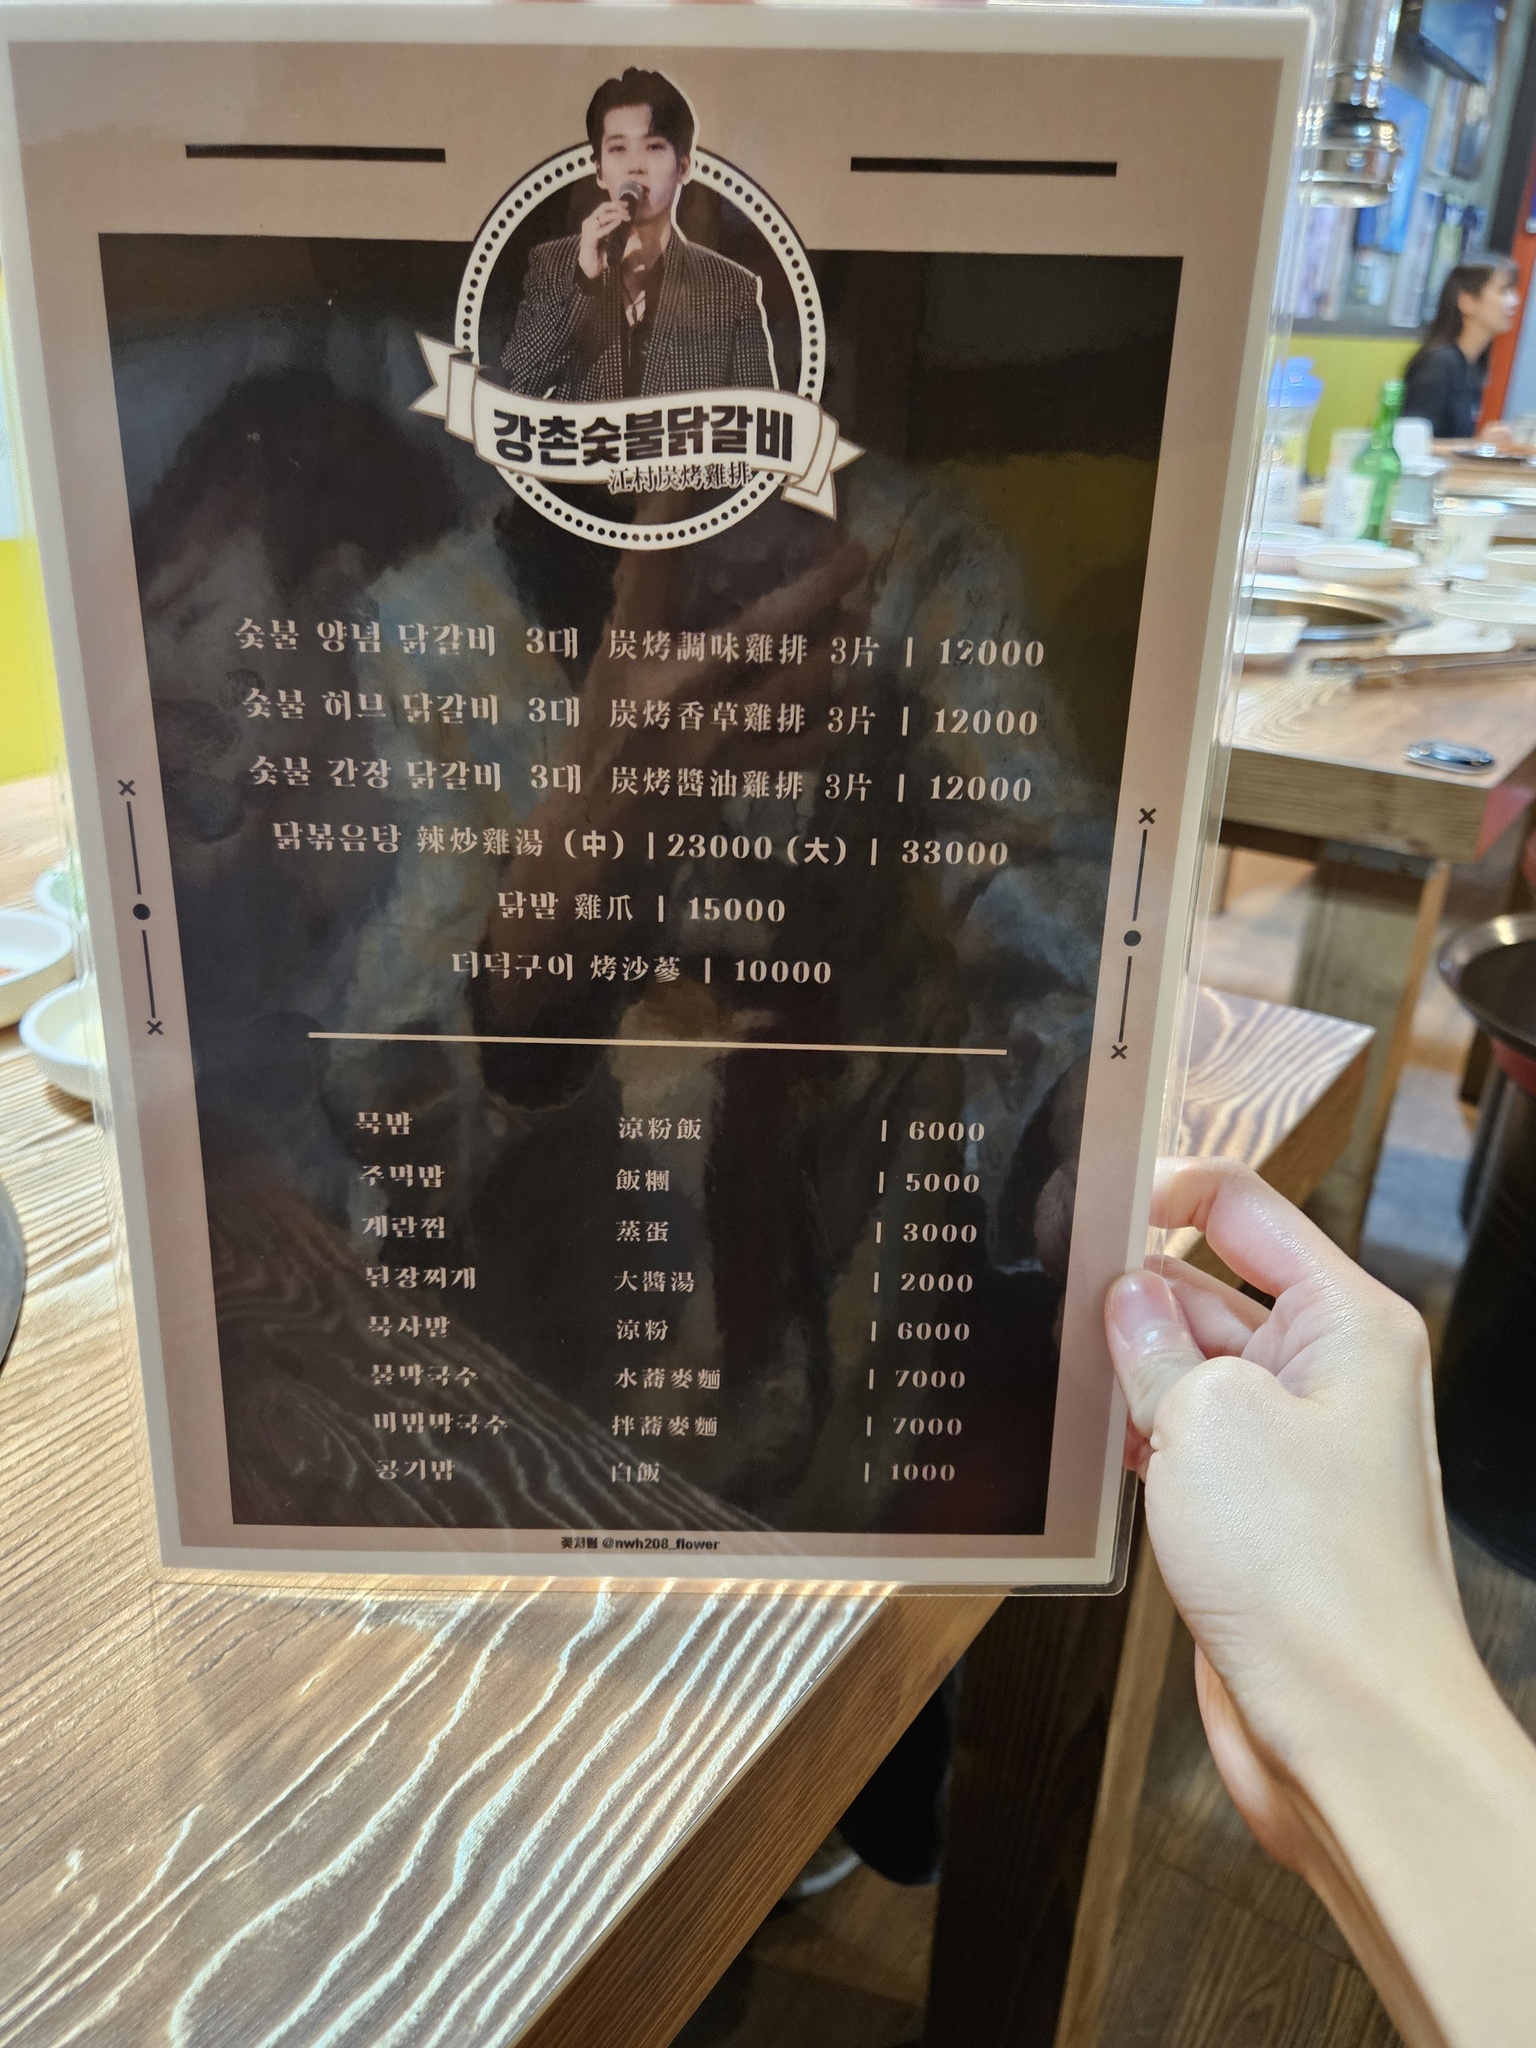 강촌숯불닭갈비
江村炭烤雞排
숯불 양념 닭갈비 3대 炭烤調味雞排 3片 | 12000
숯불 허브 닭갈비 3대 炭烤香草雞排 3片 | 12000
숯불 간장 닭갈비 3대 炭烤醬油雞排 3片 | 12000
닭볶음탕 辣炒雞湯 (中) | 23000 (大) | 33000
닭발 雞爪 | 15000
더덕구이 烤沙蔘 | 10000
묵밥 涼粉飯 | 6000
주먹밥 飯糰 | 5000
계란찜 蒸蛋 | 3000
된장찌개 大醬湯 | 2000
묵사발 涼粉 | 6000
물막국수 水蕎麥麵 | 7000
비빔막국수 拌蕎麥麵 | 7000
공기밥 白飯 | 1000
꽃처럼 @nwh208_flower